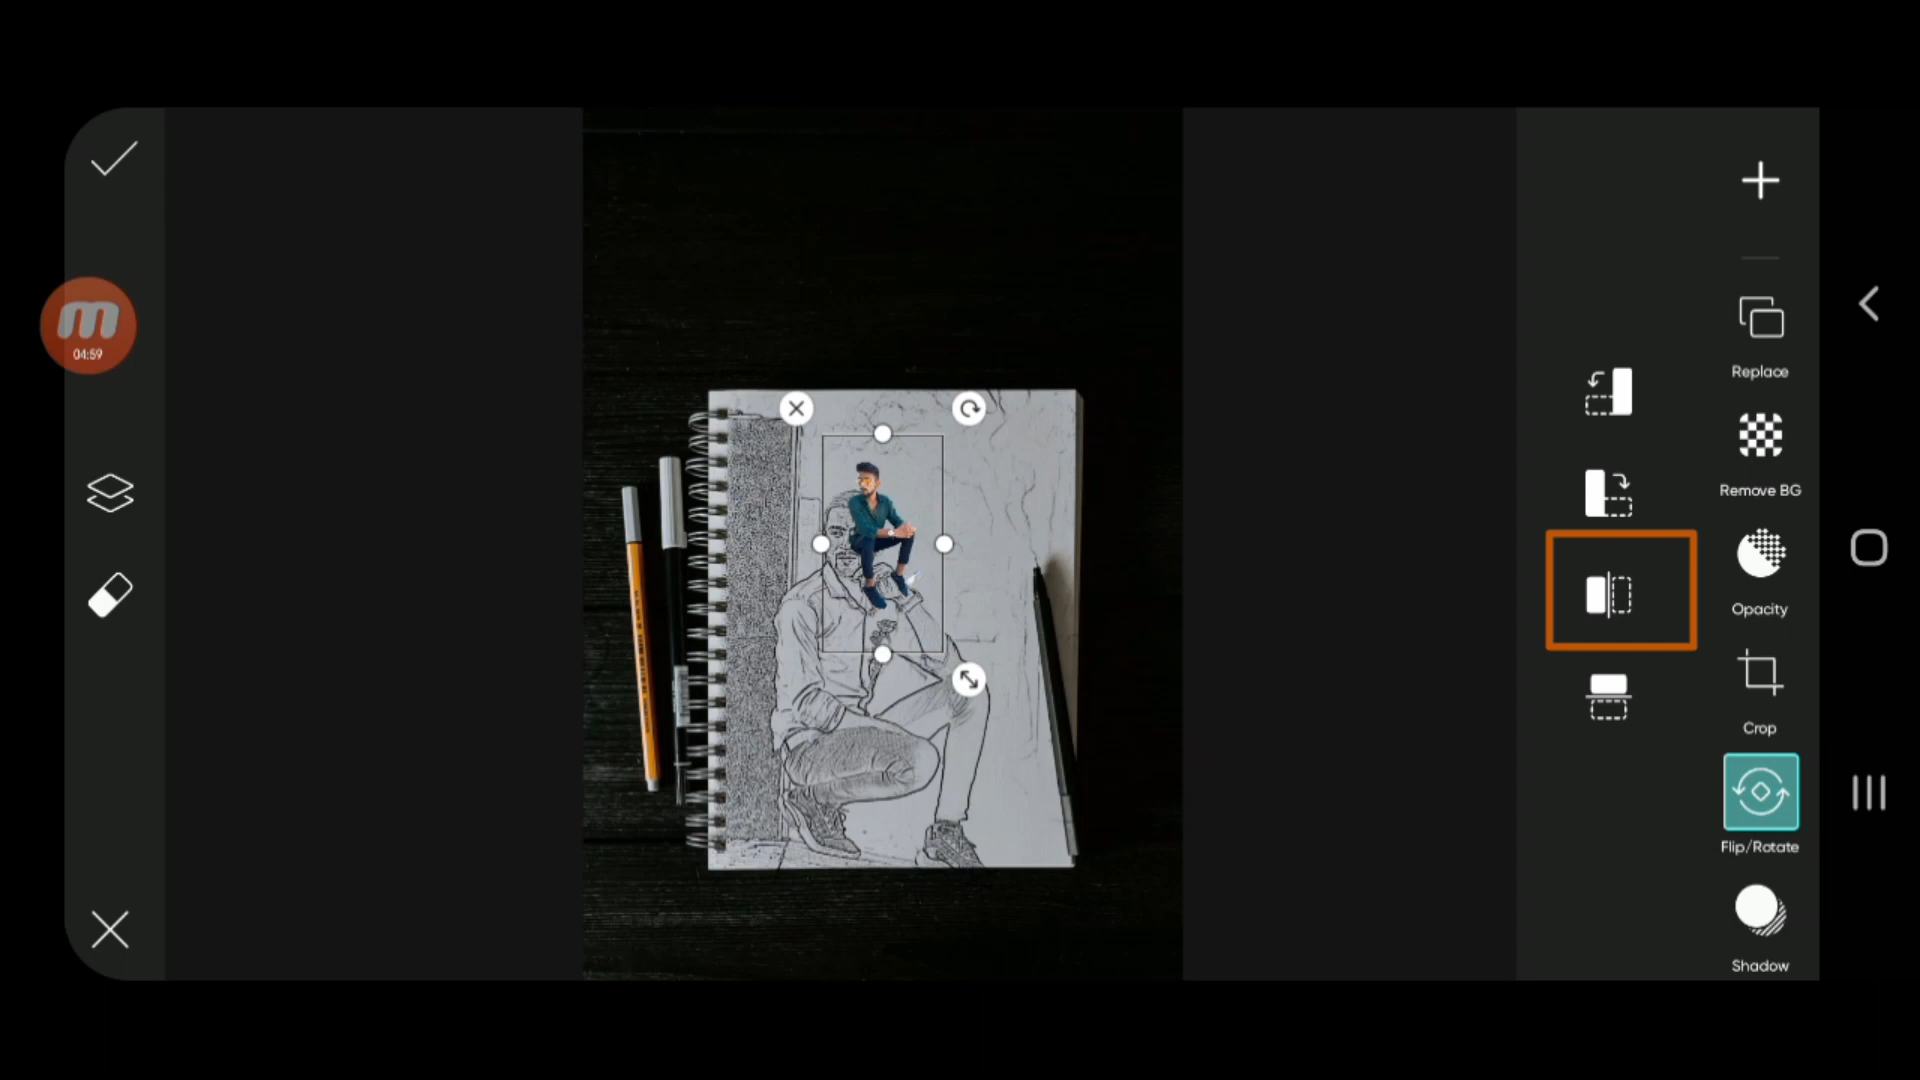 04:59
Replace
Remove BG
Opacity
Crop
Flip/Rotate
Shadow